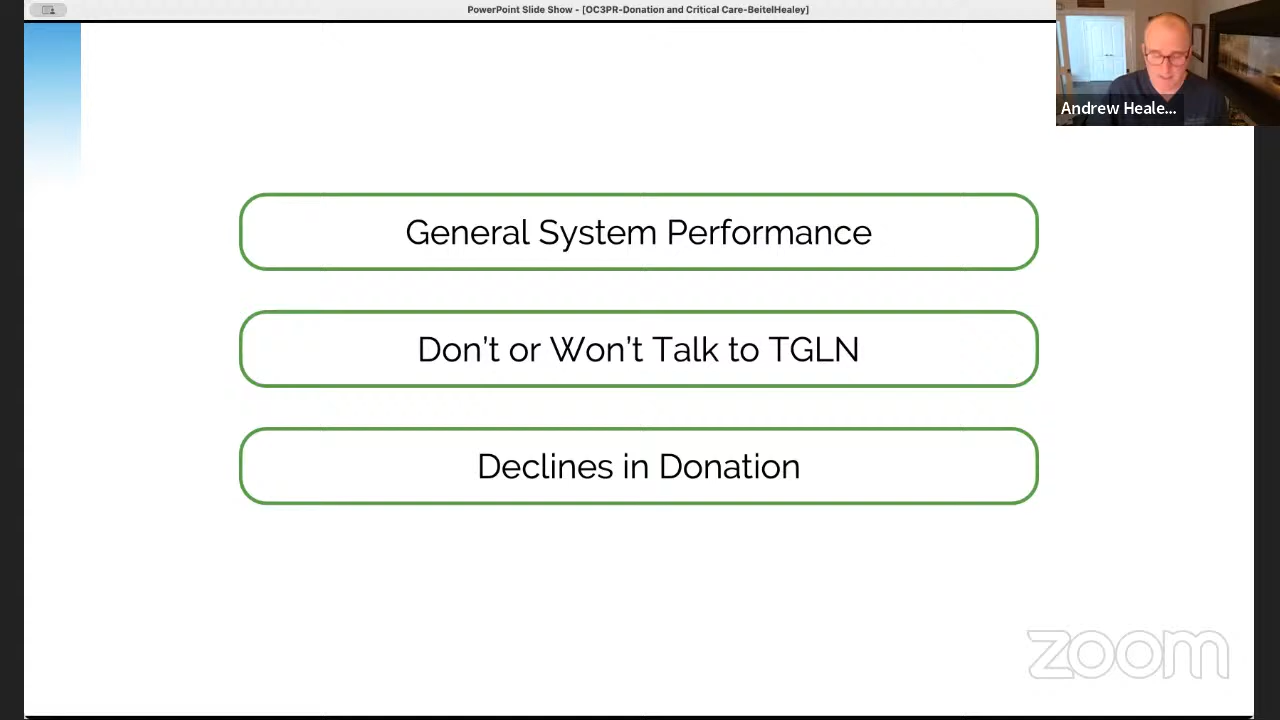 PowerPoint Slide Show - [OC3PR-Donation and Critical Care-BeitelHealey]
Andrew Heale...
General System Performance
Don't or Won't Talk to TGLN
Declines in Donation
zoom